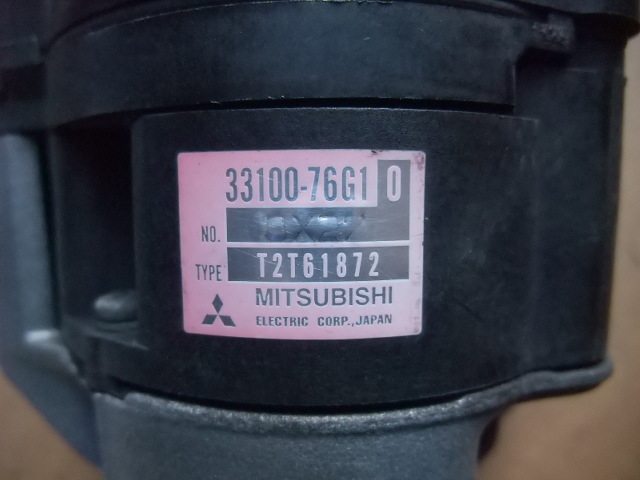 33100-76G1 0
NO.
TYPE T2T61872
MITSUBISHI
ELECTRIC CORP., JAPAN